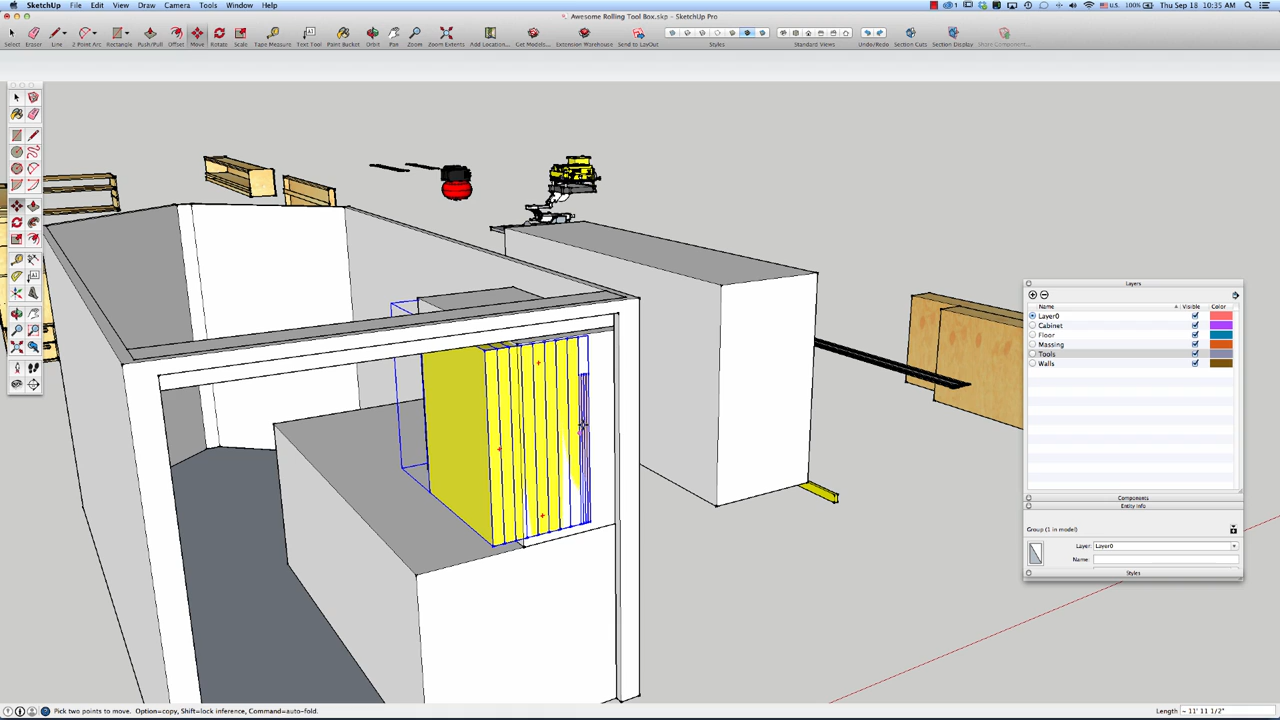 SketchUp File Edit View Draw Camera Tools Window Help
1 U.S. 100% Thu Sep 18 10:35 AM
Awesome Rolling Tool Box.skp - SketchUp Pro
Select Eraser Line 2 Point Arc Rectangle Push/Pull Offset Move Rotate Scale Tape Measure Text Tool Paint Bucket Orbit Pan Zoom Zoom Extents Add Location... Get Models... Extension Warehouse Send to LayOut Styles Standard Views Undo/Redo Section Cuts Section Display Share Component...
Layers
Name Visible Color
Layer0
Cabinet
Floor
Massing
Tools
Walls
Components
Entity Info
Group (1 in model)
Layer: Layer0
Name:
Styles
Pick two points to move. Option=copy, Shift=lock inference, Command=auto-fold.
Length ~ 11' 11 1/2"